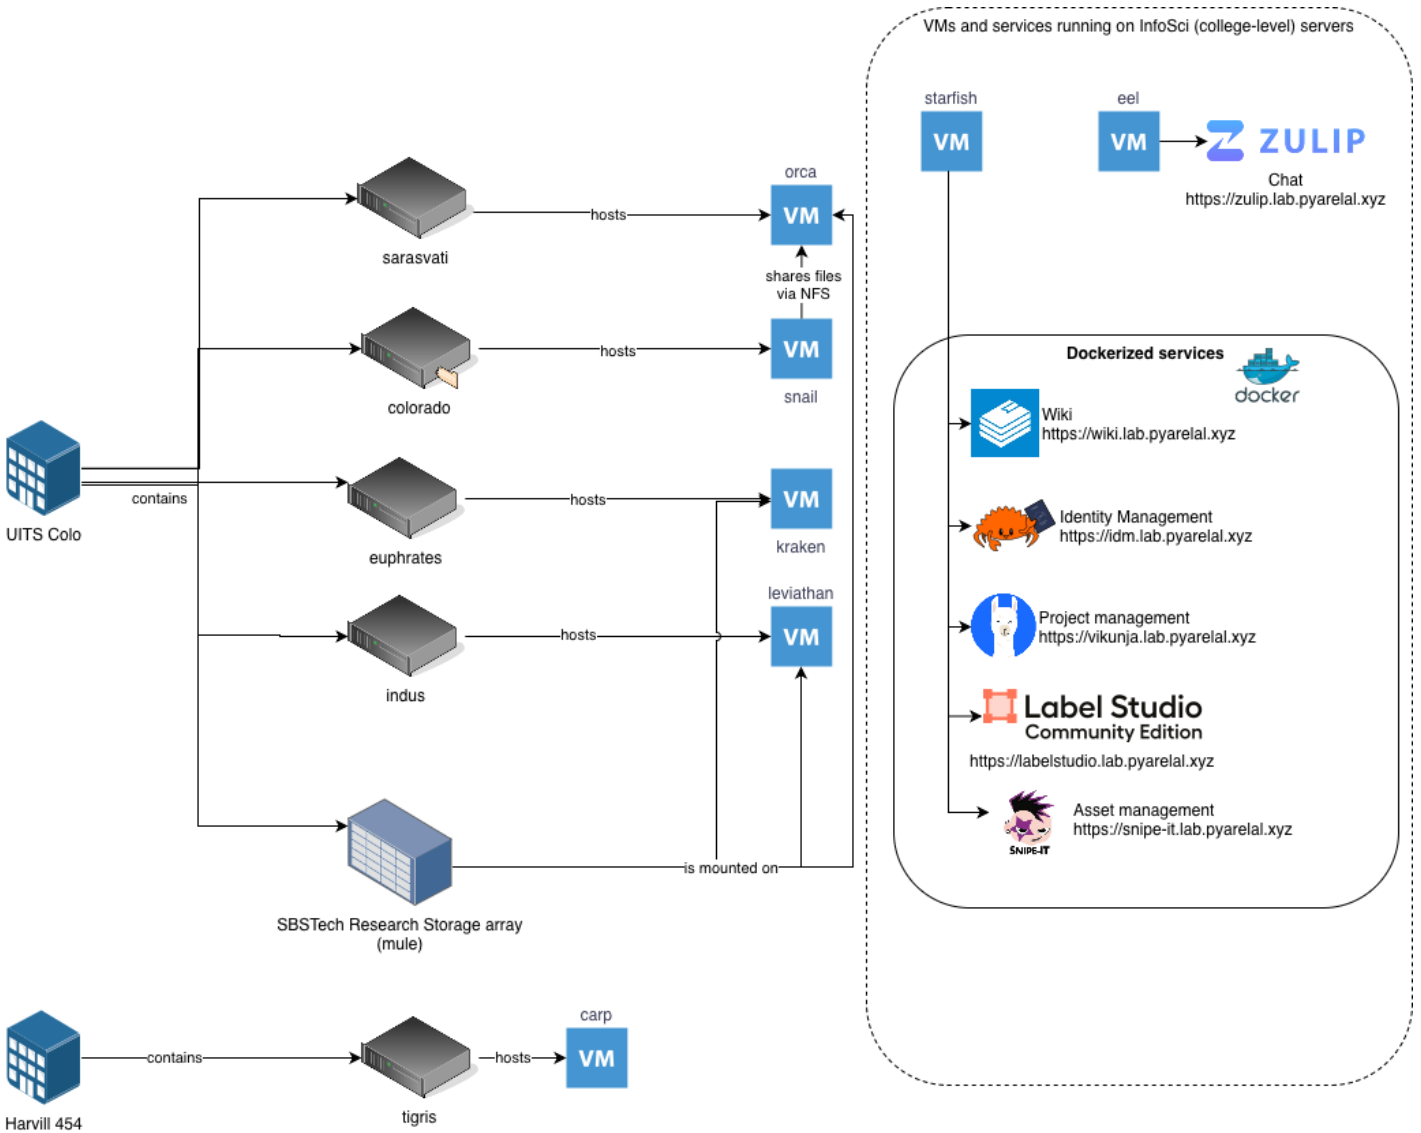 VMs and services running on InfoSci (college-level) servers
starfish
VM
eel
VM
ZULIP
Chat
https://zulip.lab.pyarelal.xyz
sarasvati
hosts
orca
VM
shares files
via NFS
colorado
hosts
VM
snail
UITS Colo
contains
euphrates
hosts
VM
kraken
indus
hosts
leviathan
VM
SBSTech Research Storage array
(mule)
is mounted on
Dockerized services
docker
Wiki
https://wiki.lab.pyarelal.xyz
Identity Management
https://idm.lab.pyarelal.xyz
Project management
https://vikunja.lab.pyarelal.xyz
Label Studio
Community Edition
https://labelstudio.lab.pyarelal.xyz
Asset management
https://snipe-it.lab.pyarelal.xyz
SNIPE-IT
Harvill 454
contains
tigris
hosts
carp
VM